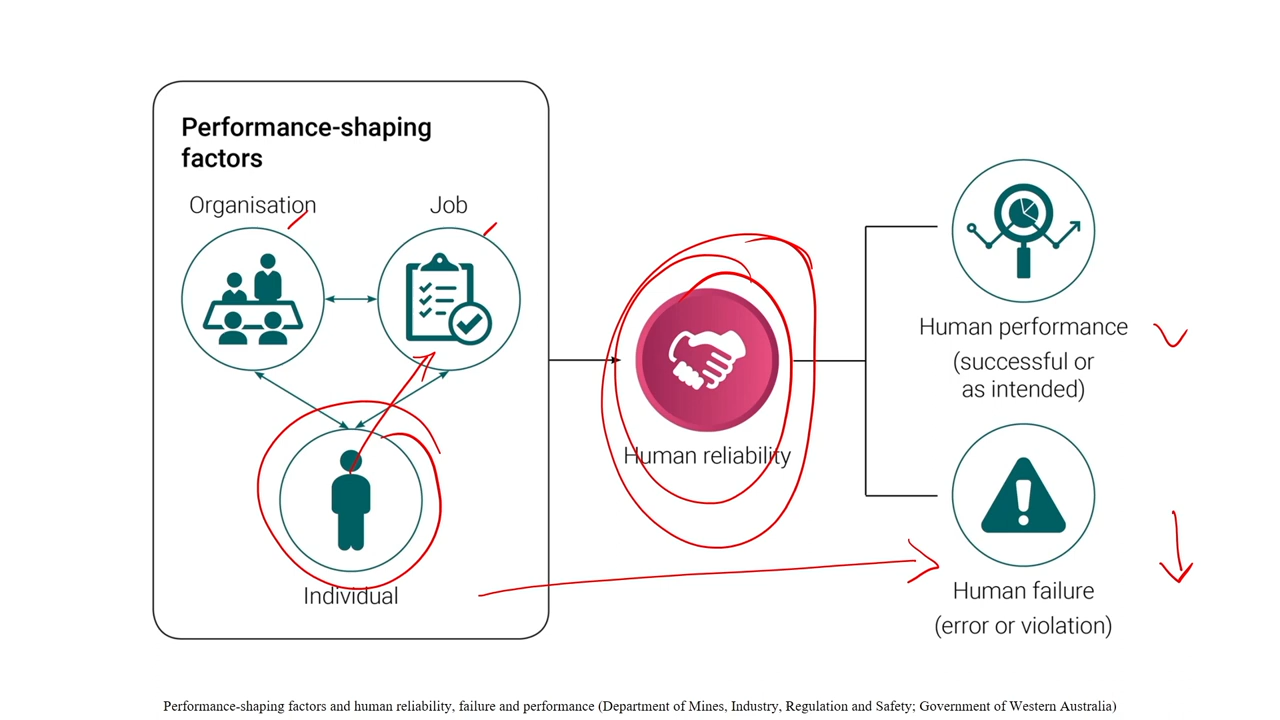 Performance-shaping
factors
Organisation
Job
Individual
Human reliability
Human performance
(successful or
as intended)
Human failure
(error or violation)
Performance-shaping factors and human reliability, failure and performance (Department of Mines, Industry, Regulation and Safety; Government of Western Australia)